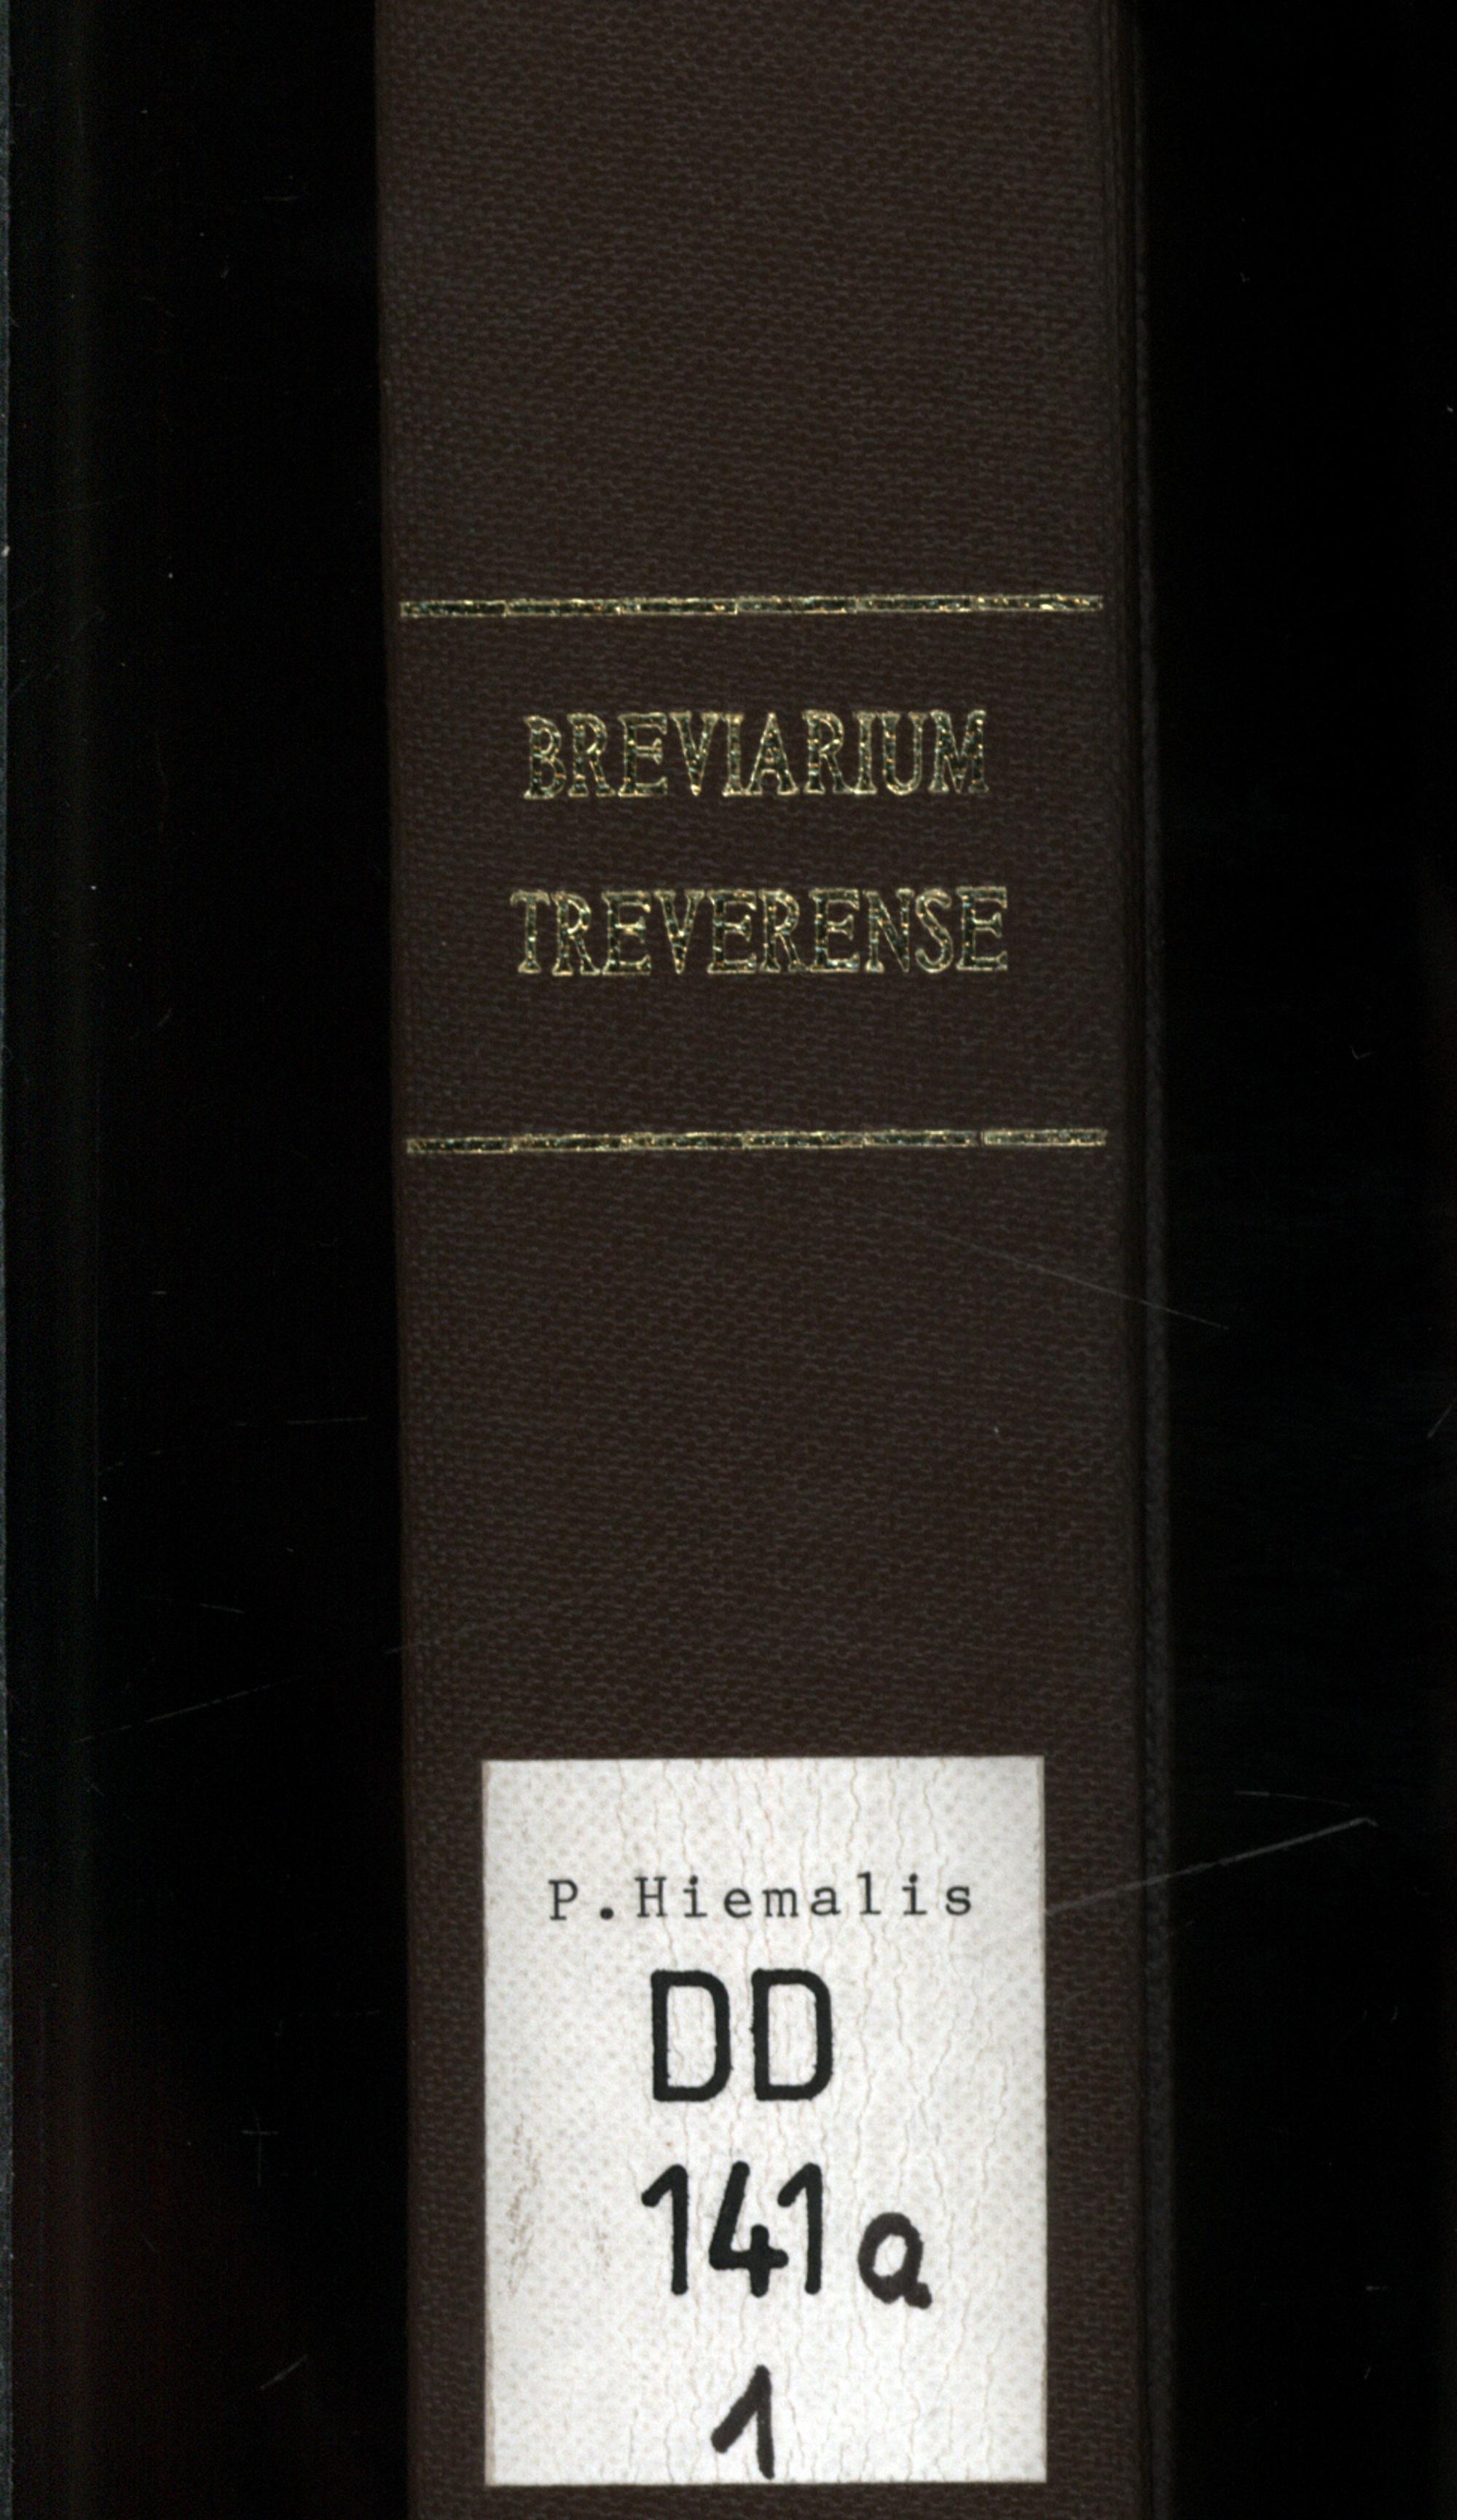 BREVIARIUM
TREVERENSE
P.Hiemalis
DD
141a
1